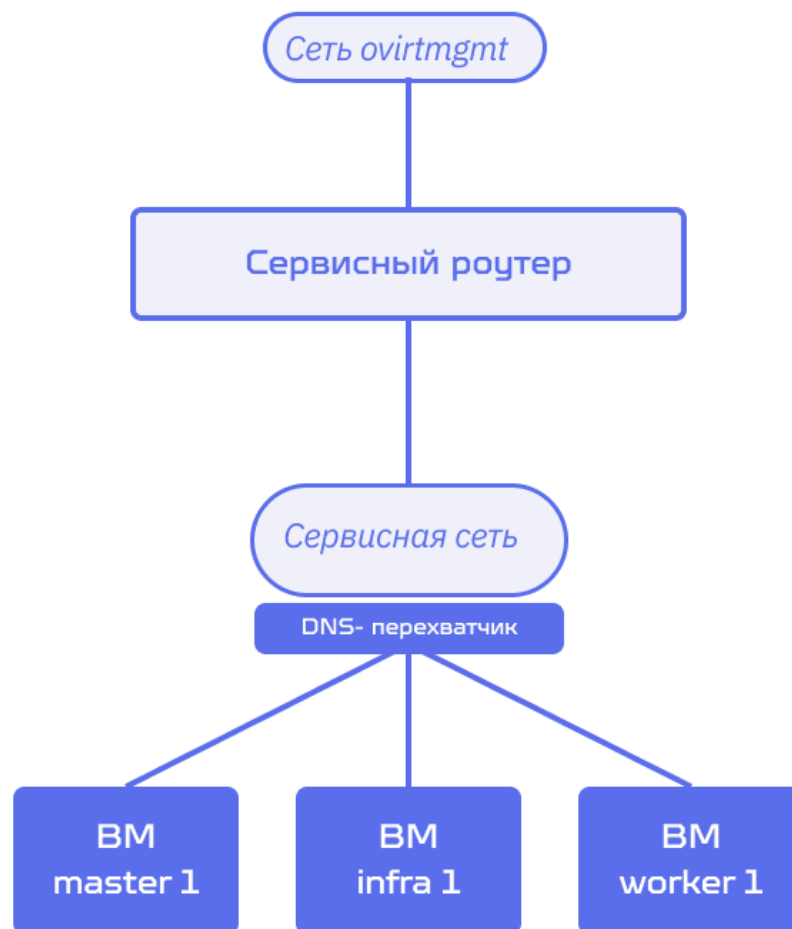 Сеть ovirtmgmt
Сервисный роутер
Сервисная сеть
DNS- перехватчик
ВМ
master 1
ВМ
infra 1
ВМ
worker 1